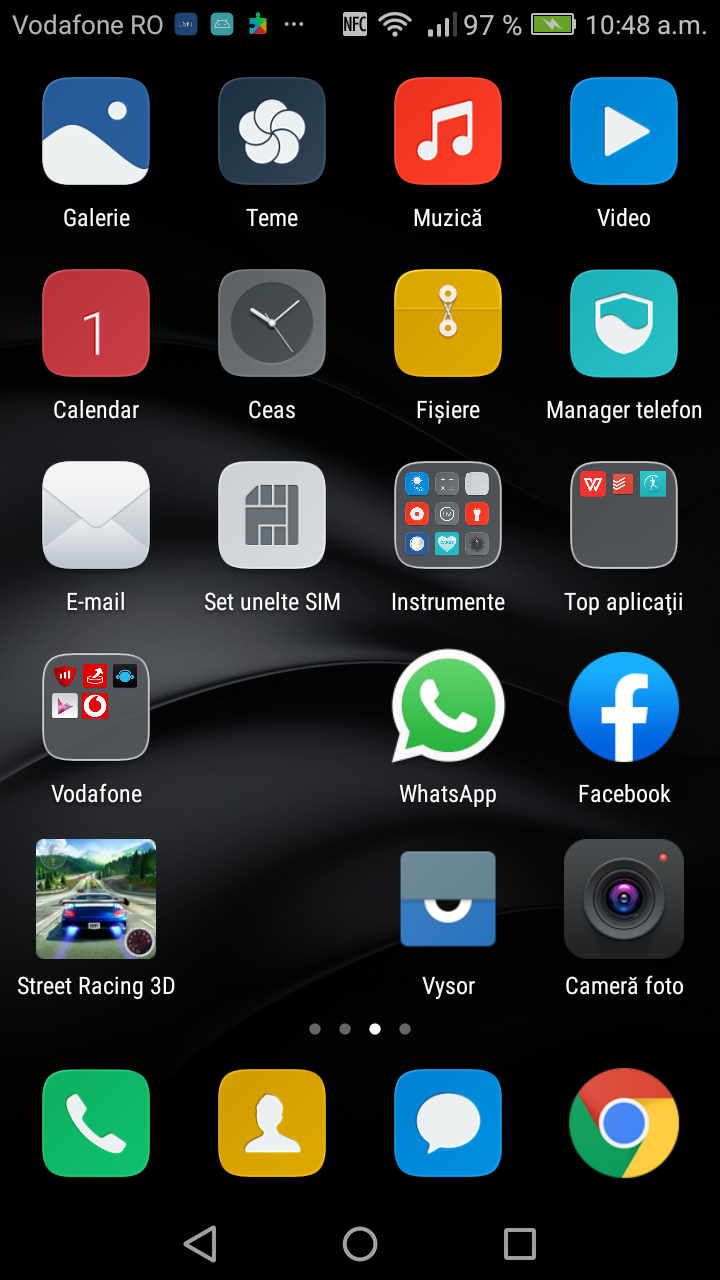 Vodafone RO NFC 97 % 10:48 a.m.
Galerie Teme Muzică Video
1
Calendar Ceas Fișiere Manager telefon
E-mail Set unelte SIM Instrumente Top aplicații
Vodafone WhatsApp Facebook
Street Racing 3D Vysor Cameră foto